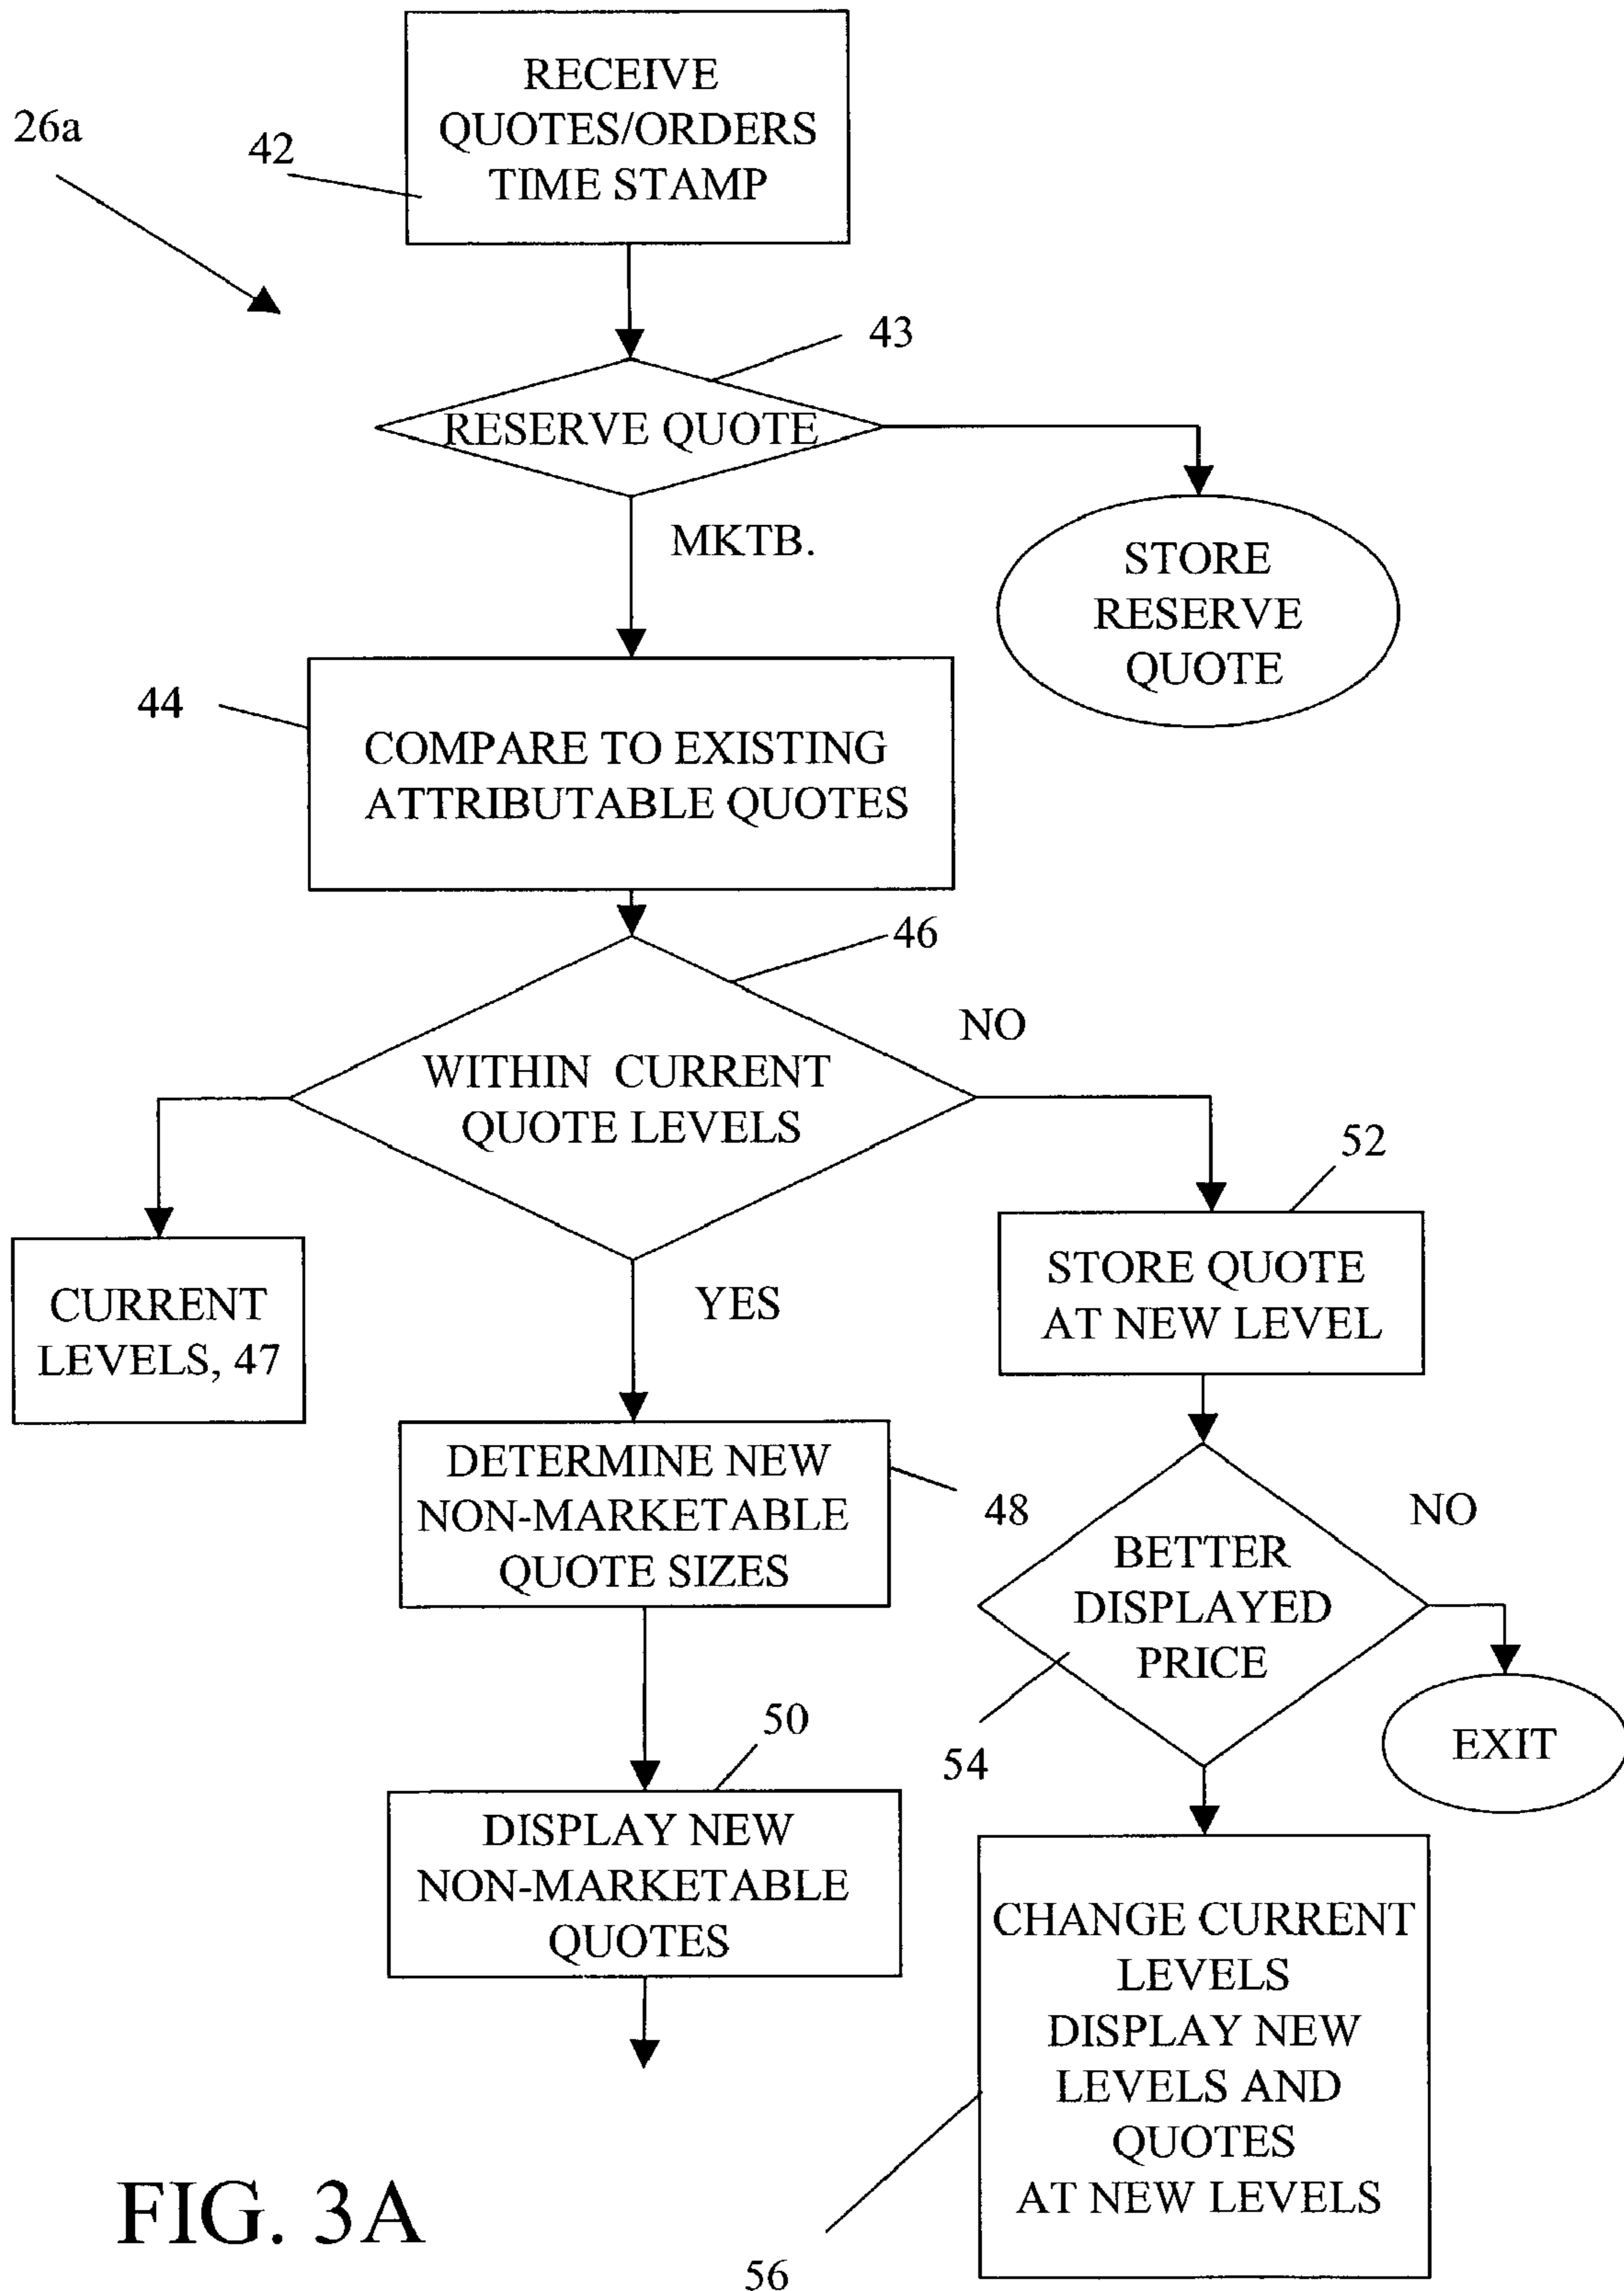 RECEIVE
QUOTES/ORDERS
TIME STAMP
26a
42
43
RESERVE QUOTE
MKTB.
STORE
RESERVE
QUOTE
44
COMPARE TO EXISTING
ATTRIBUTABLE QUOTES
46
NO
WITHIN CURRENT
QUOTE LEVELS
52
CURRENT
LEVELS, 47
YES
STORE QUOTE
AT NEW LEVEL
DETERMINE NEW
NON-MARKETABLE
QUOTE SIZES
48
NO
BETTER
DISPLAYED
PRICE
50
54
EXIT
DISPLAY NEW
NON-MARKETABLE
QUOTES
CHANGE CURRENT
LEVELS
DISPLAY NEW
LEVELS AND
QUOTES
AT NEW LEVELS
FIG. 3A
56